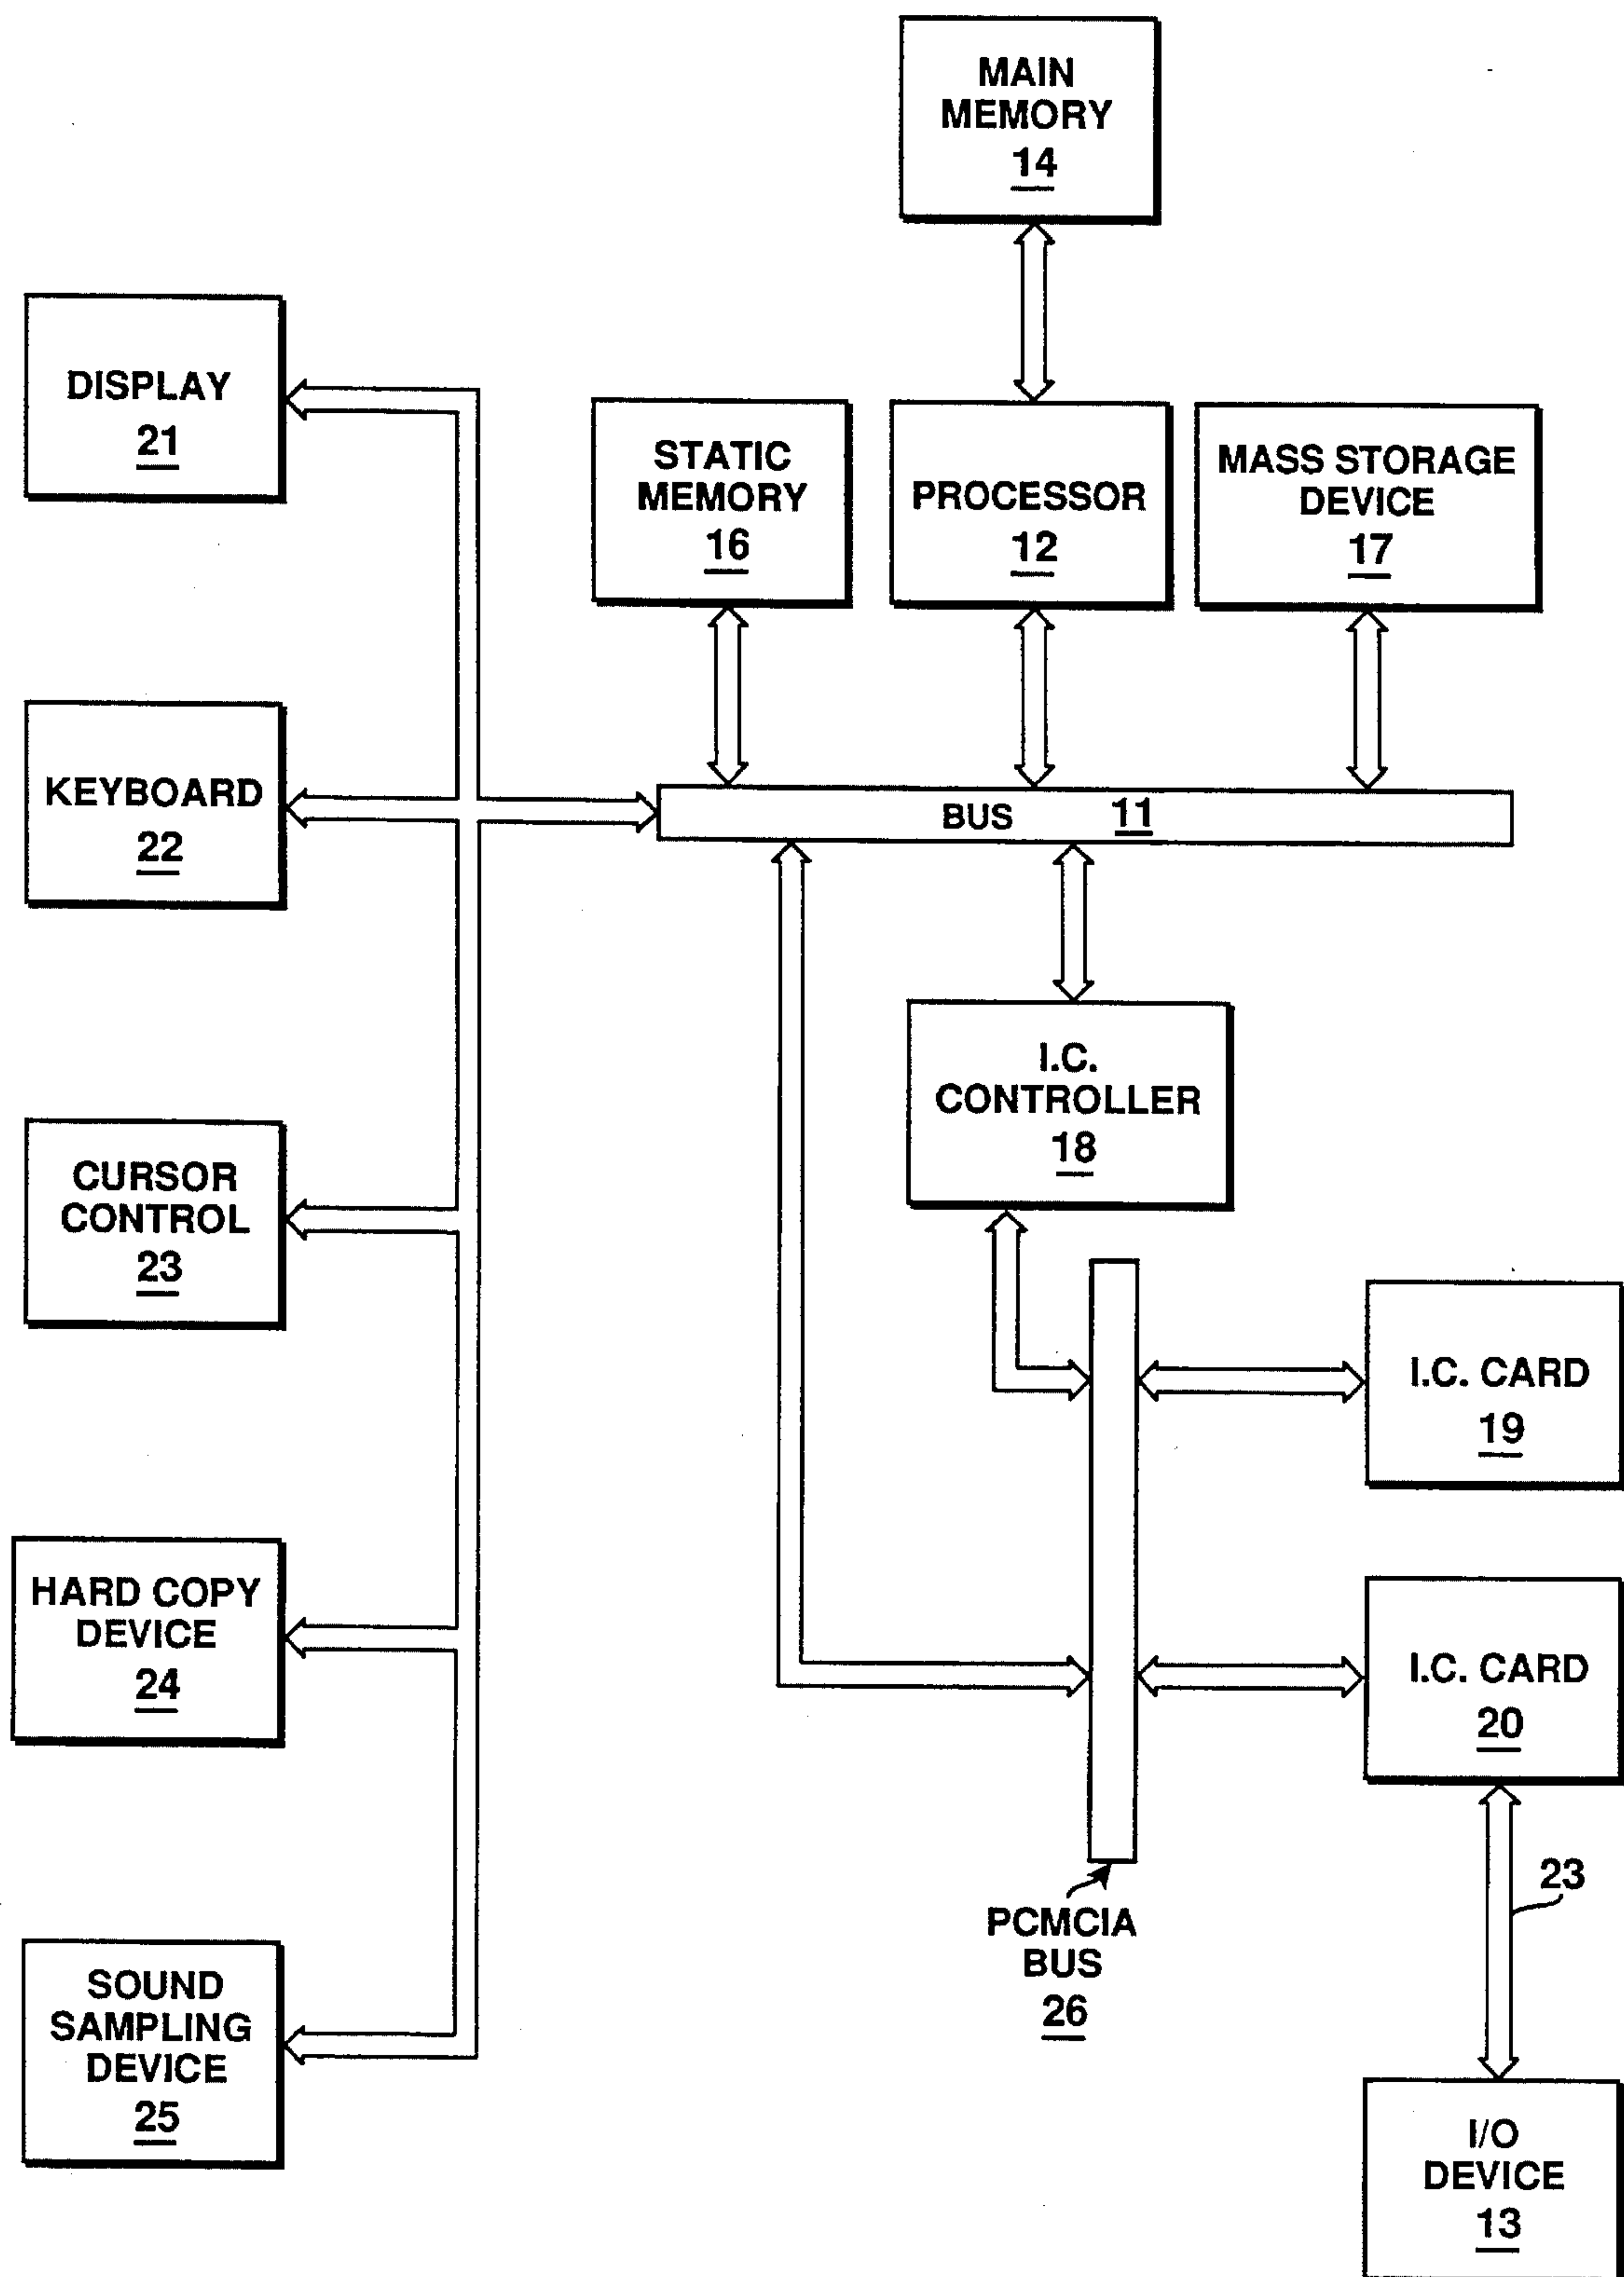 MAIN
MEMORY
14
DISPLAY
21
STATIC
MEMORY
16
PROCESSOR
12
MASS STORAGE
DEVICE
17
KEYBOARD
22
BUS 11
I.C.
CONTROLLER
18
CURSOR
CONTROL
23
I.C. CARD
19
HARD COPY
DEVICE
24
I.C. CARD
20
23
PCMCIA
BUS
26
SOUND
SAMPLING
DEVICE
25
I/O
DEVICE
13